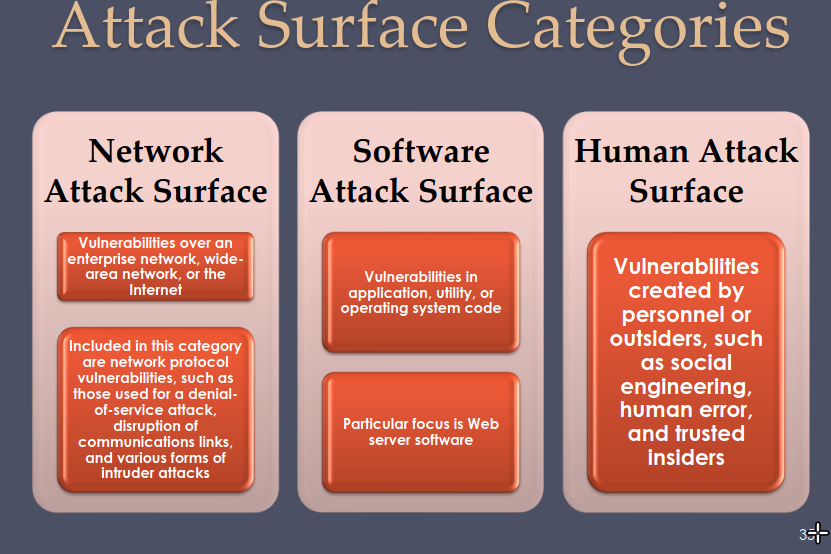 Attack Surface Categories
Network
Attack Surface
Vulnerabilities over an
enterprise network, wide-
area network, or the
Internet
Included in this category
are network protocol
vulnerabilities, such as
those used for a denial-
of-service attack,
disruption of
communications links,
and various forms of
intruder attacks
Software
Attack Surface
Vulnerabilities in
application, utility, or
operating system code
Particular focus is Web
server software
Human Attack
Surface
Vulnerabilities
created by
personnel or
outsiders, such
as social
engineering,
human error,
and trusted
insiders